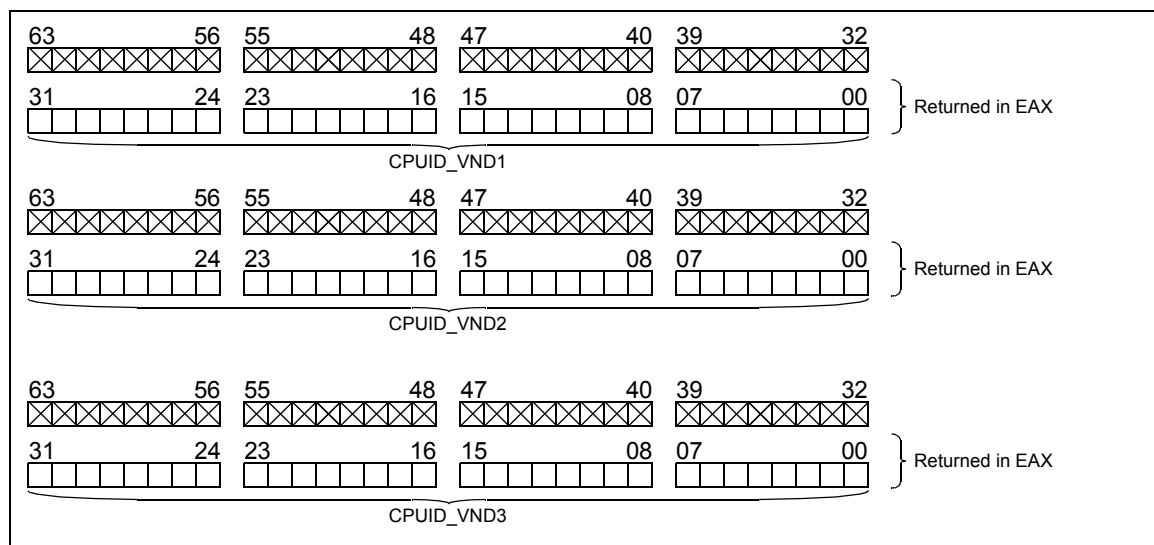 63 56 55 48 47 40 39 32
31 24 23 16 15 08 07 00
Returned in EAX
CPUID_VND1
63 56 55 48 47 40 39 32
31 24 23 16 15 08 07 00
Returned in EAX
CPUID_VND2
63 56 55 48 47 40 39 32
31 24 23 16 15 08 07 00
Returned in EAX
CPUID_VND3